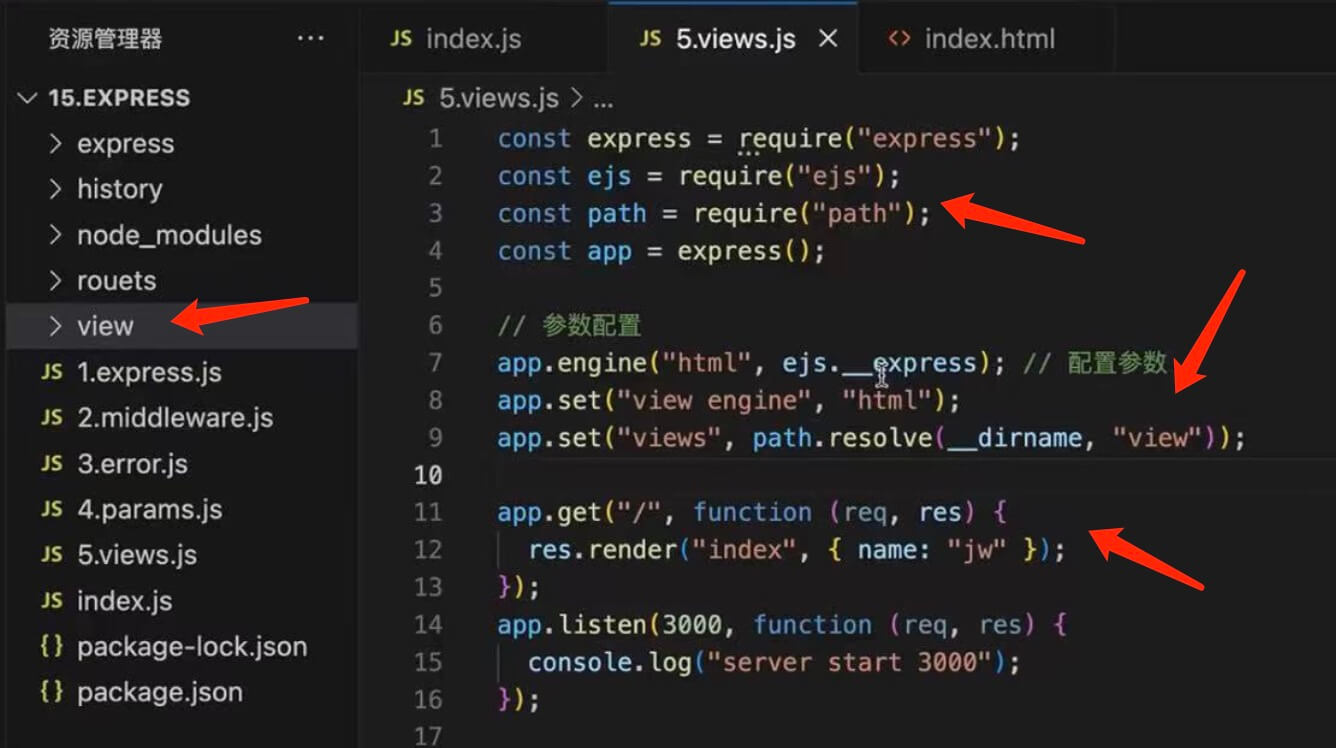 资源管理器 ...
15.EXPRESS
express
history
node_modules
rouets
view
JS 1.express.js
JS 2.middleware.js
JS 3.error.js
JS 4.params.js
JS 5.views.js
JS index.js
{} package-lock.json
{} package.json
JS index.js JS 5.views.js × <> index.html
JS 5.views.js > ...
1 const express = require("express");
2 const ejs = require("ejs");
3 const path = require("path");
4 const app = express();
5
6 // 参数配置
7 app.engine("html", ejs.__express); // 配置参数
8 app.set("view engine", "html");
9 app.set("views", path.resolve(__dirname, "view"));
10
11 app.get("/", function (req, res) {
12 res.render("index", { name: "jw" });
13 });
14 app.listen(3000, function (req, res) {
15 console.log("server start 3000");
16 });
17